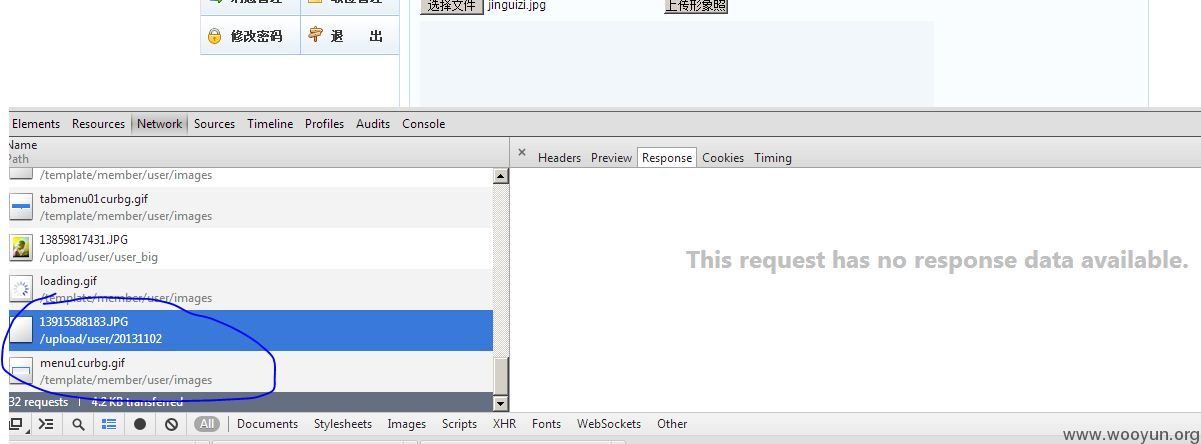 选择文件 jinguizi.jpg 上传形象照
修改密码 退 出
Elements Resources Network Sources Timeline Profiles Audits Console
Name
Path
× Headers Preview Response Cookies Timing
/template/member/user/images
tabmenu01curbg.gif
/template/member/user/images
13859817431.JPG
/upload/user/user_big
This request has no response data available.
loading.gif
/template/member/user/images
13915588183.JPG
/upload/user/20131102
menu1curbg.gif
/template/member/user/images
32 requests | 4.2 KB transferred
All Documents Stylesheets Images Scripts XHR Fonts WebSockets Other
www.wooyun.org